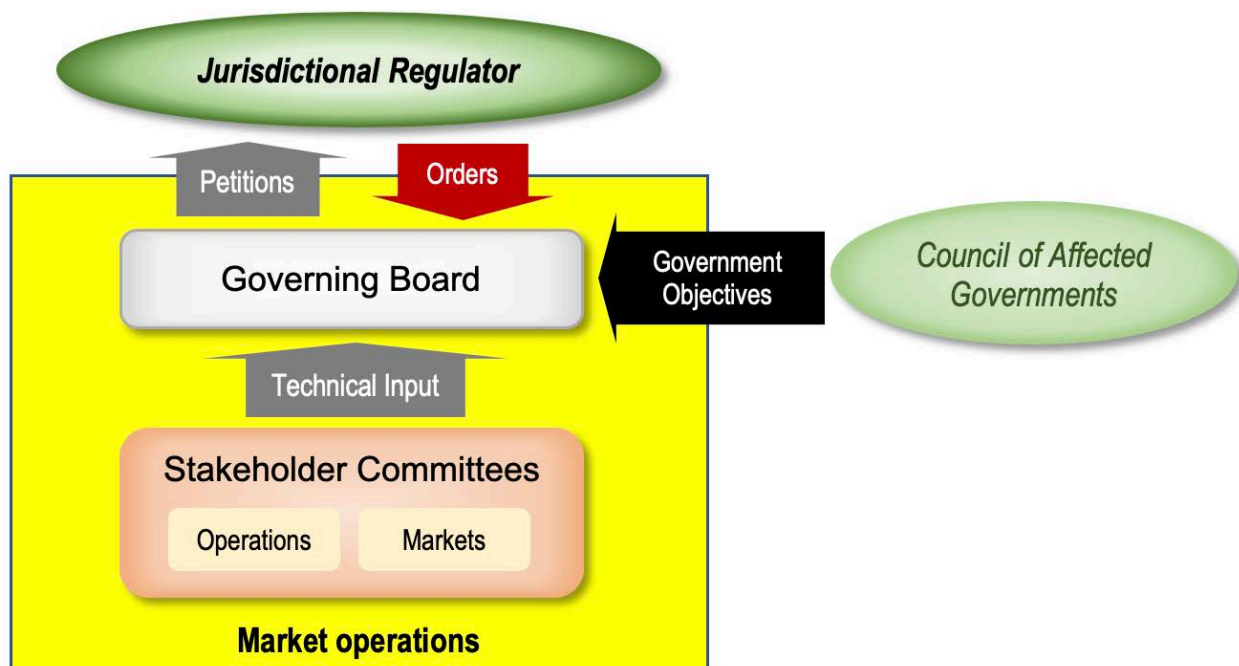 Jurisdictional Regulator
Petitions
Orders
Governing Board
Government
Objectives
Council of Affected
Governments
Technical Input
Stakeholder Committees
Operations
Markets
Market operations